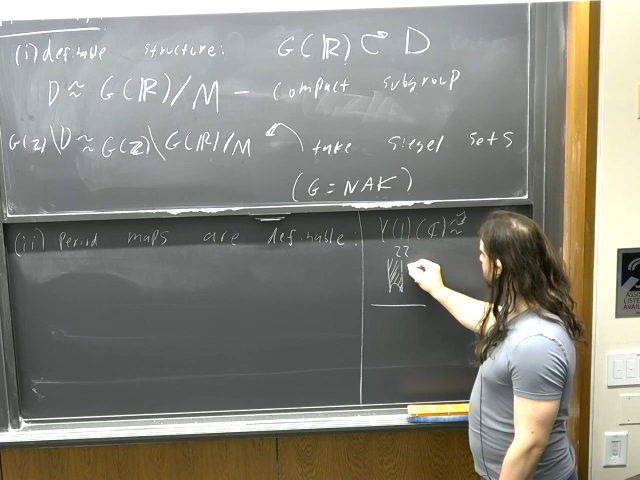 (i) definable structure: G(ℝ) ↻ D
D ≈ G(ℝ)/M — compact subgroup
G(ℤ)\D ≈ G(ℤ)\G(ℝ)/M take siegel sets
(G = NAK)
(ii) Period maps are definable:
Y(1)(ℂ)